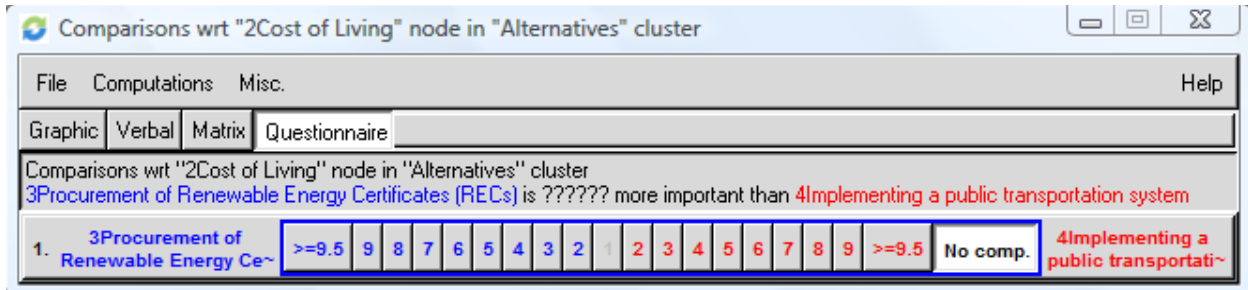 Comparisons wrt "2Cost of Living" node in "Alternatives" cluster
File Computations Misc. Help
Graphic Verbal Matrix Questionnaire
Comparisons wrt "2Cost of Living" node in "Alternatives" cluster
3Procurement of Renewable Energy Certificates (RECs) is ?????? more important than 4Implementing a public transportation system
1. 3Procurement of Renewable Energy Ce~ >=9.5 9 8 7 6 5 4 3 2 1 2 3 4 5 6 7 8 9 >=9.5 No comp. 4Implementing a public transportati~